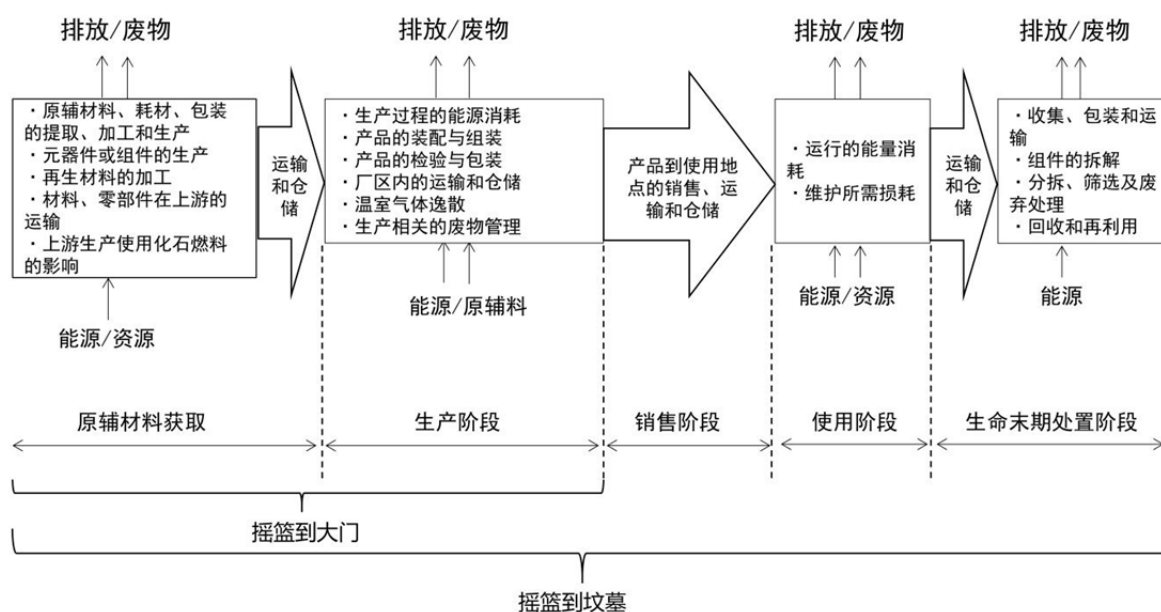 排放/废物
排放/废物
排放/废物
排放/废物
· 原辅材料、耗材、包装
的提取、加工和生产
· 元器件或组件的生产
· 再生材料的加工
· 材料、零部件在上游的
运输
· 上游生产使用化石燃料
的影响
运输
和仓
储
· 生产过程的能源消耗
· 产品的装配与组装
· 产品的检验与包装
· 厂区内的运输和仓储
· 温室气体逸散
· 生产相关的废物管理
产品到使用地
点的销售、运
输和仓储
· 运行的能量消
耗
· 维护所需损耗
运输
和仓
储
· 收集、包装和运
输
· 组件的拆解
· 分拆、筛选及废
弃处理
· 回收和再利用
能源/资源
能源/原辅料
能源/资源
能源
原辅材料获取
生产阶段
销售阶段
使用阶段
生命末期处置阶段
摇篮到大门
摇篮到坟墓